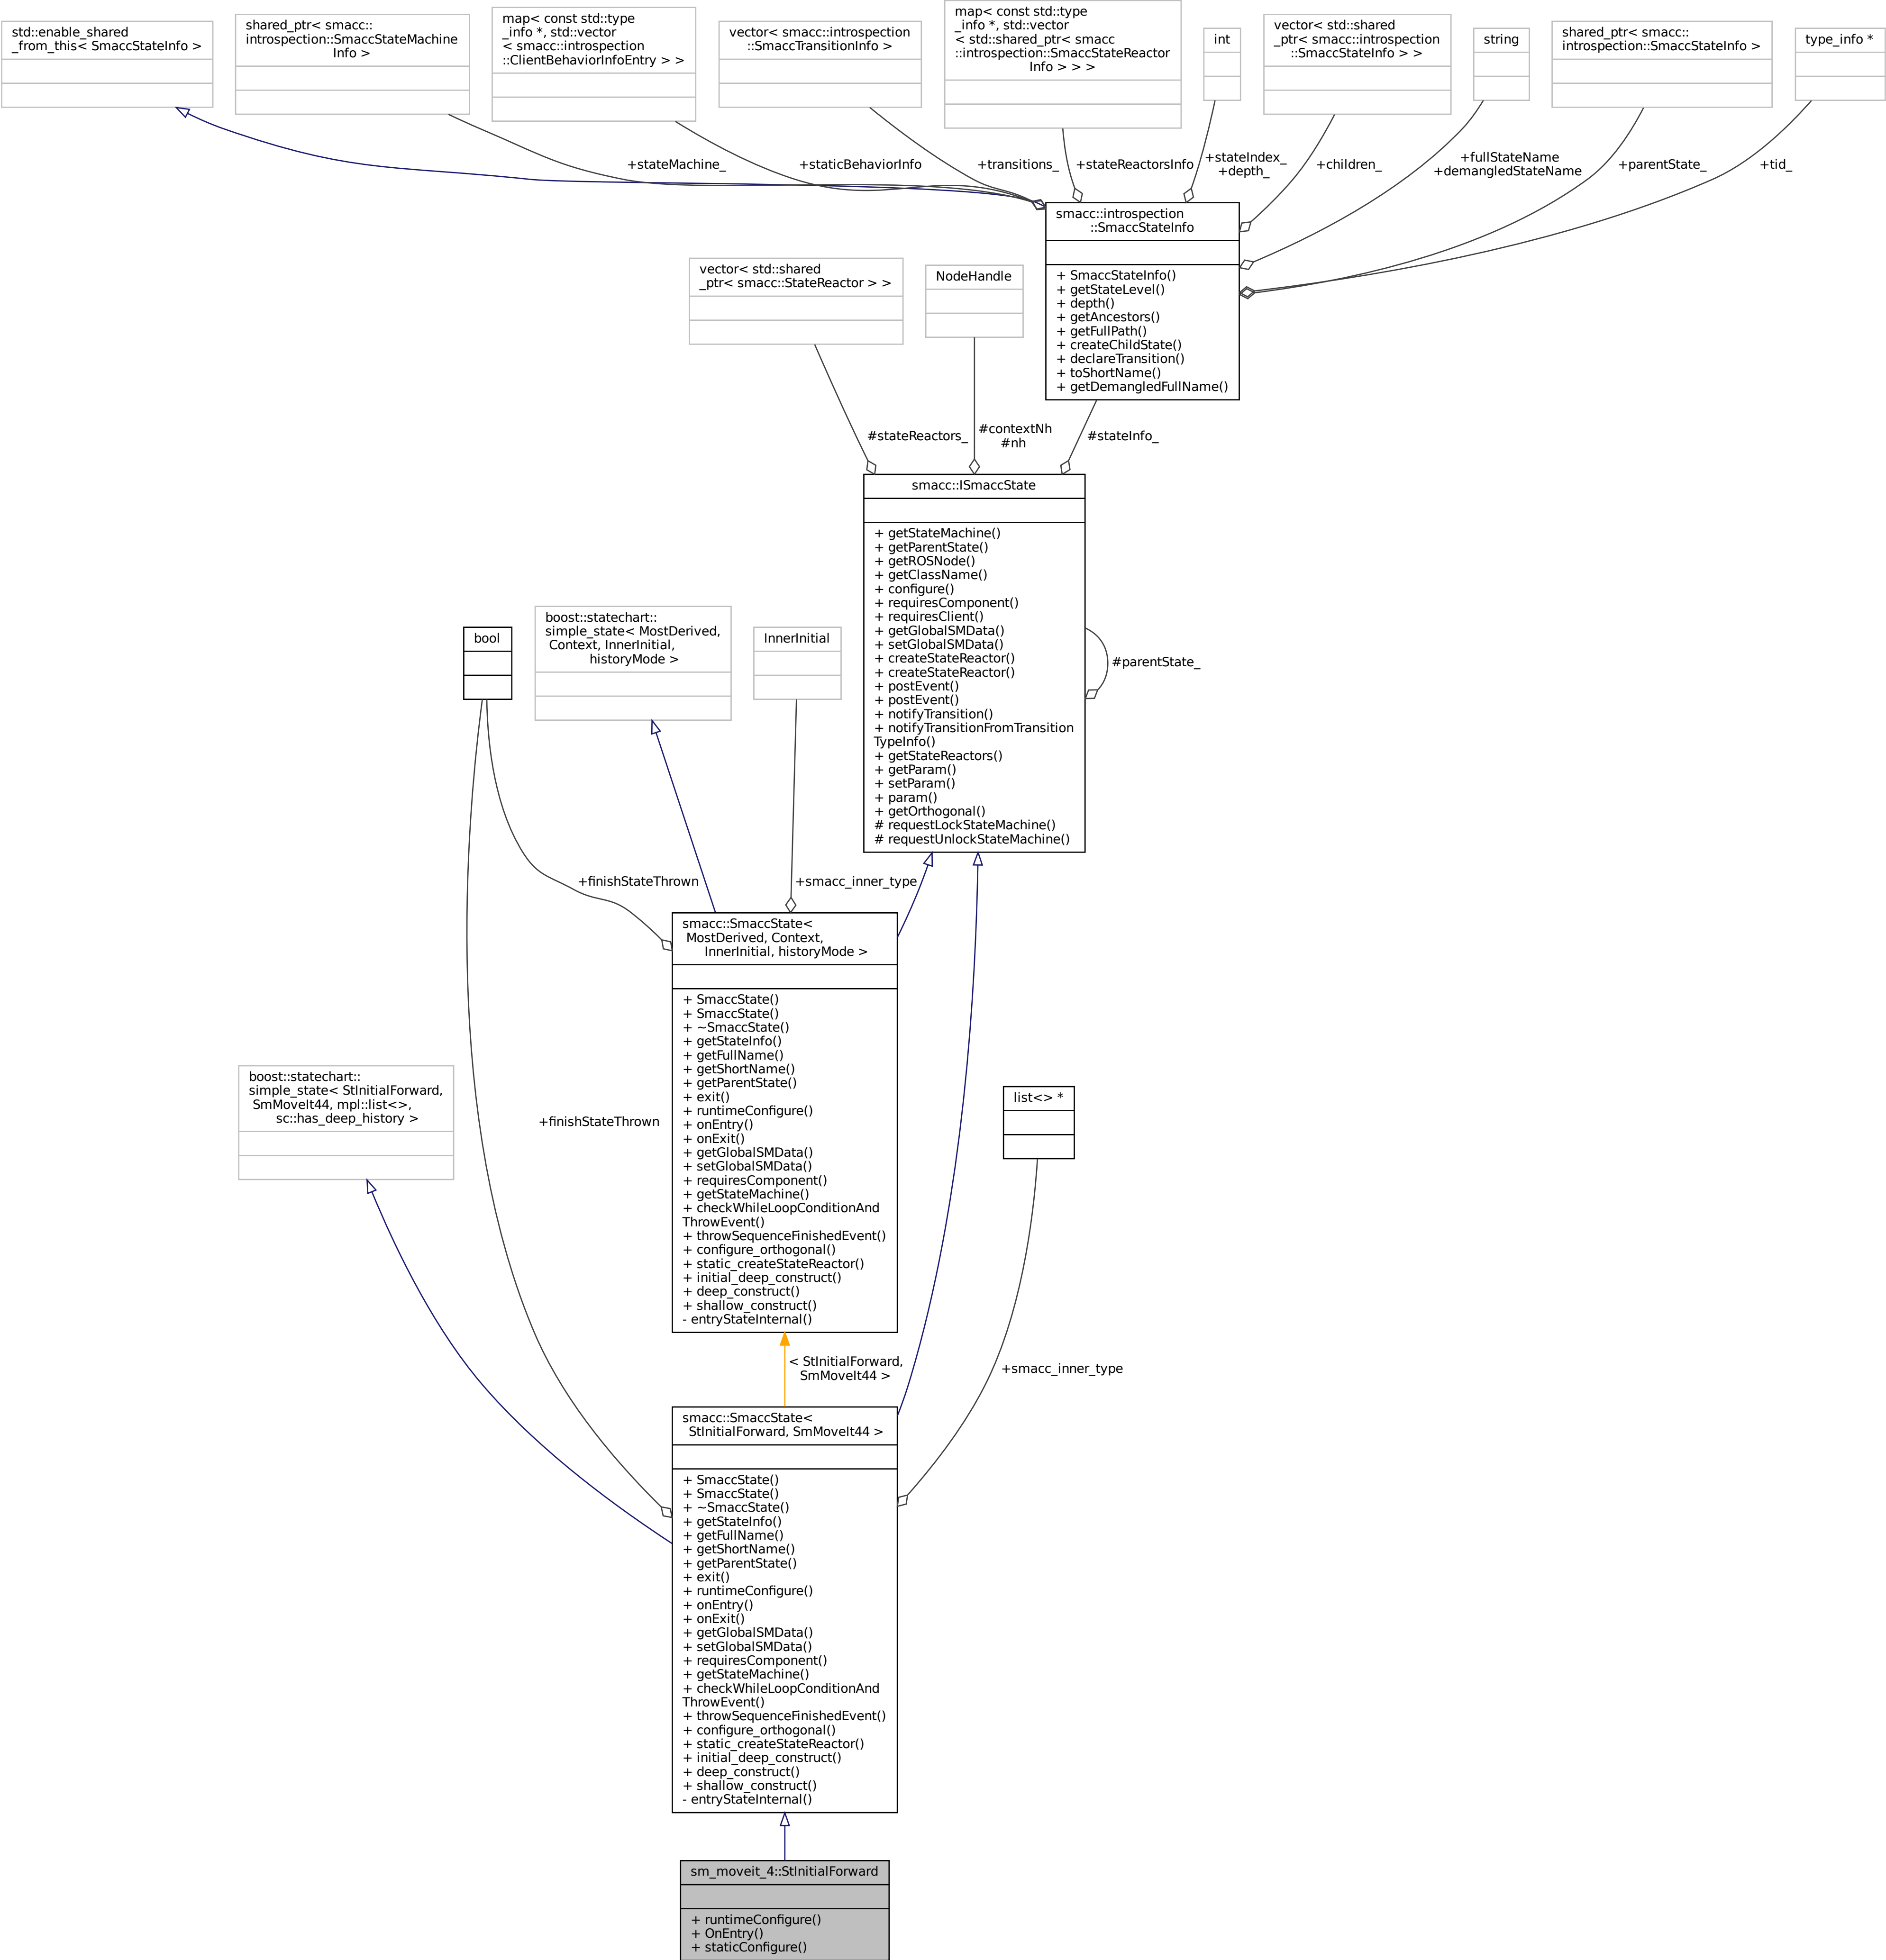 std::enable_shared
_from_this< SmaccStateInfo >
shared_ptr< smacc::
introspection::SmaccStateMachine
Info >
map< const std::type
_info *, std::vector
< smacc::introspection
::ClientBehaviorInfoEntry > >
vector< smacc::introspection
::SmaccTransitionInfo >
map< const std::type
_info *, std::vector
< std::shared_ptr< smacc
::introspection::SmaccStateReactor
Info > > >
int
vector< std::shared
_ptr< smacc::introspection
::SmaccStateInfo > >
string
shared_ptr< smacc::
introspection::SmaccStateInfo >
type_info *
+stateMachine_
+staticBehaviorInfo
+transitions_
+stateReactorsInfo
+stateIndex_
+depth_
+children_
+fullStateName
+demangledStateName
+parentState_
+tid_
smacc::introspection
::SmaccStateInfo
+ SmaccStateInfo()
+ getStateLevel()
+ depth()
+ getAncestors()
+ getFullPath()
+ createChildState()
+ declareTransition()
+ toShortName()
+ getDemangledFullName()
vector< std::shared
_ptr< smacc::StateReactor > >
NodeHandle
#stateReactors_
#contextNh
#nh
#stateInfo_
smacc::ISmaccState
+ getStateMachine()
+ getParentState()
+ getROSNode()
+ getClassName()
+ configure()
+ requiresComponent()
+ requiresClient()
+ getGlobalSMData()
+ setGlobalSMData()
+ createStateReactor()
+ createStateReactor()
+ postEvent()
+ postEvent()
+ notifyTransition()
+ notifyTransitionFromTransition
TypeInfo()
+ getStateReactors()
+ getParam()
+ setParam()
+ param()
+ getOrthogonal()
# requestLockStateMachine()
# requestUnlockStateMachine()
#parentState_
bool
boost::statechart::
simple_state< MostDerived,
Context, InnerInitial,
historyMode >
InnerInitial
+finishStateThrown
+smacc_inner_type
smacc::SmaccState<
MostDerived, Context,
InnerInitial, historyMode >
+ SmaccState()
+ SmaccState()
+ ~SmaccState()
+ getStateInfo()
+ getFullName()
+ getShortName()
+ getParentState()
+ exit()
+ runtimeConfigure()
+ onEntry()
+ onExit()
+ getGlobalSMData()
+ setGlobalSMData()
+ requiresComponent()
+ getStateMachine()
+ checkWhileLoopConditionAnd
ThrowEvent()
+ throwSequenceFinishedEvent()
+ configure_orthogonal()
+ static_createStateReactor()
+ initial_deep_construct()
+ deep_construct()
+ shallow_construct()
- entryStateInternal()
boost::statechart::
simple_state< StInitialForward,
SmMoveIt44, mpl::list<>,
sc::has_deep_history >
+finishStateThrown
list<> *
< StInitialForward,
SmMoveIt44 >
+smacc_inner_type
smacc::SmaccState<
StInitialForward, SmMoveIt44 >
+ SmaccState()
+ SmaccState()
+ ~SmaccState()
+ getStateInfo()
+ getFullName()
+ getShortName()
+ getParentState()
+ exit()
+ runtimeConfigure()
+ onEntry()
+ onExit()
+ getGlobalSMData()
+ setGlobalSMData()
+ requiresComponent()
+ getStateMachine()
+ checkWhileLoopConditionAnd
ThrowEvent()
+ throwSequenceFinishedEvent()
+ configure_orthogonal()
+ static_createStateReactor()
+ initial_deep_construct()
+ deep_construct()
+ shallow_construct()
- entryStateInternal()
sm_moveit_4::StInitialForward
+ runtimeConfigure()
+ OnEntry()
+ staticConfigure()